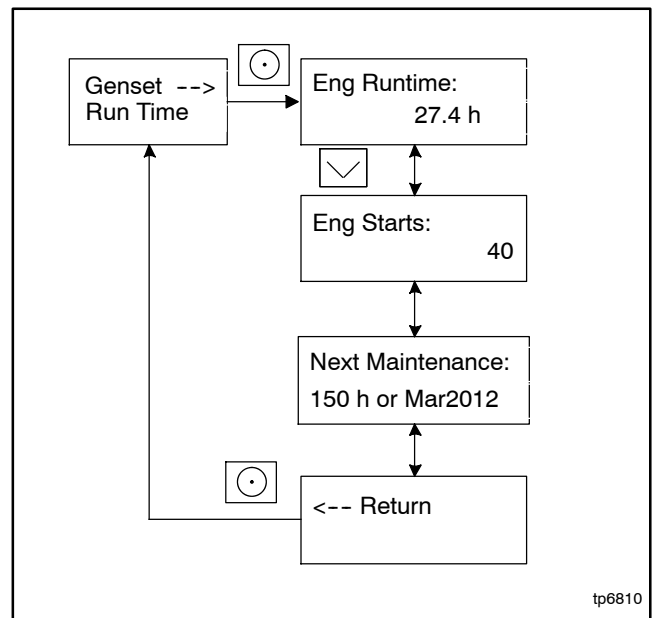 Genset -->
Run Time
Eng Runtime:
27.4 h
Eng Starts:
40
Next Maintenance:
150 h or Mar2012
<-- Return
tp6810